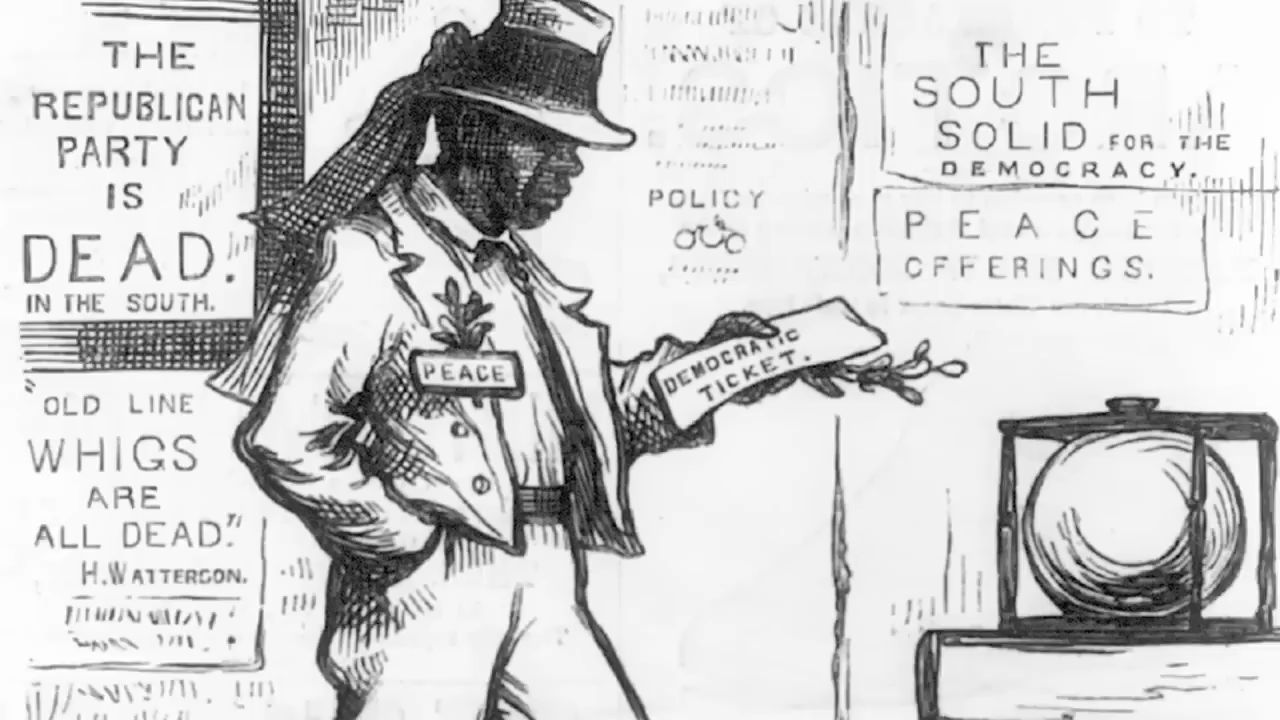 THE
REPUBLICAN
PARTY
IS
DEAD.
IN THE SOUTH.
"OLD LINE
WHIGS
ARE
ALL DEAD."
H. WATTERSON.
PEACE
DEMOCRATIC
TICKET.
POLICY
THE
SOUTH
SOLID FOR THE
DEMOCRACY.
PEACE
OFFERINGS.